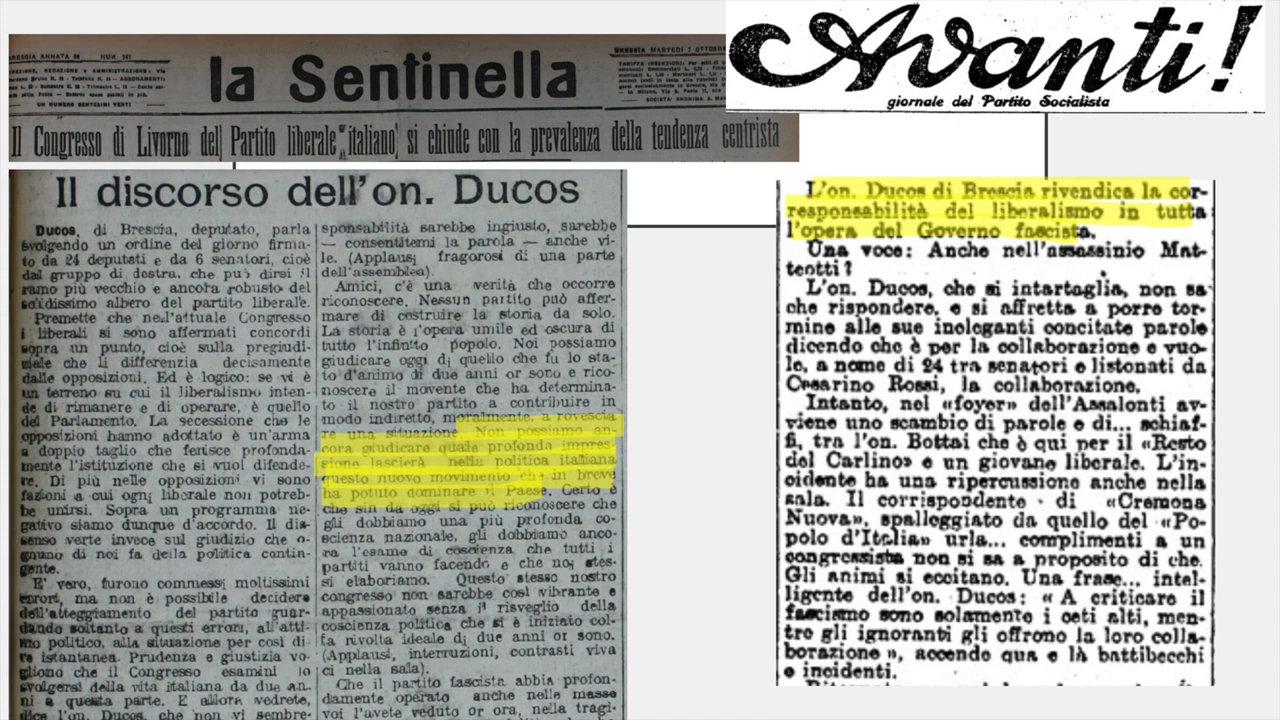 BRESCIA ANNATA
NUM.
la Sentinella
BRESCIA MARTEDI 7 OTTOBRE
UN NUMERO CENTESIMI VENTI
Avanti!
giornale del Partito Socialista
Il Congresso di Livorno del Partito liberale italiano si chiude con la prevalenza della tendenza centrista
Il discorso dell'on. Ducos
Ducos, di Brescia, deputato, parla
svolgendo un ordine del giorno firma-
to da 24 deputati e da 6 senatori, cioè
dal gruppo di destra, che può dirsi il
ramo più vecchio e ancora robusto del
soldissimo albero del partito liberale.
Premette che nell'attuale Congresso
i liberali si sono affermati concordi
sopra un punto, cioè sulla pregiudi-
ziale che li differenzia decisamente
dalle opposizioni. Ed è logico: se vi è
un terreno su cui il liberalismo inten-
de di rimanere e di operare, è quello
del Parlamento. La secessione che le
opposizioni hanno adottato è un'arma
a doppio taglio che ferisce profonda-
mente l'istituzione che si vuol difende-
re. Di più nelle opposizioni vi sono
fazioni a cui ogni liberale non potreb-
be unirsi. Sopra un programma ne-
gativo siamo dunque d'accordo. Il dis-
senso verte invece sul giudizio che o-
gnuno di noi fa della politica contin-
gente.
E' vero, furono commessi moltissimi
errori, ma non è possibile decidere
dell'atteggiamento del partito guar-
dando soltanto a questi errori, all'atti-
mo politico, alla situazione per così di-
re istantanea. Prudenza e giustizia vo-
gliono che il Congresso esamini lo
svolgersi della vita italiana da due an-
ni a questa parte. E allora vedrete,
dice l'on. Ducos, che non vi sembre-
sponsabilità sarebbe ingiusto, sarebbe
— consentitemi la parola — anche vi-
le. (Applausi fragorosi di una parte
dell'assemblea).
Amici, c'è una verità che occorre
riconoscere. Nessun partito può affer-
mare di costruire la storia da solo.
La storia è l'opera umile ed oscura di
tutto l'infinito popolo. Noi possiamo
giudicare oggi di quello che fu lo sta-
to d'animo di due anni or sono e rico-
noscere il movente che ha determina-
to il nostro partito a contribuire in
modo indiretto, moralmente, a rovescia
re una situazione. Non possiamo an-
cora giudicare quale profonda impres-
sione lascierà nella politica italiana
questo nuovo movimento che in breve
ha potuto dominare il Paese. Certo è
che sin da oggi si può riconoscere che
gli dobbiamo una più profonda co-
scienza nazionale, gli dobbiamo anco-
ra l'esame di coscienza che tutti i
partiti vanno facendo e che noi stes-
si elaboriamo. Questo stesso nostro
congresso non sarebbe così vibrante e
appassionato senza il risveglio della
coscienza politica che si è iniziato col-
la rivolta ideale di due anni or sono.
(Applausi, interruzioni, contrasti viva
ci nella sala).
Che il partito fascista abbia profon-
damente operato anche nelle masse
voi l'avete veduto or ora, nella tragi-
L'on. Ducos di Brescia rivendica la cor-
responsabilità del liberalismo in tutta
l'opera del Governo fascista.
Una voce: Anche nell'assassinio Mat-
teotti?
L'on. Ducos, che si intartaglia, non sa
che rispondere, e si affretta a porre ter-
mine alle sue ineleganti concitate parole
dicendo che è per la collaborazione e vuo-
le, a nome di 24 tra senatori e listonati da
Cesarino Rossi, la collaborazione.
Intanto, nel «foyer» dell'Assalonti av-
viene uno scambio di parole e di... schiaf-
fi, tra l'on. Bottai che è qui per il «Resto
del Carlino» e un giovane liberale. L'in-
cidente ha una ripercussione anche nella
sala. Il corrispondente di «Cremona
Nuova», spalleggiato da quello del «Po-
polo d'Italia» urla... complimenti a un
congressista non si sa a proposito di che.
Gli animi si eccitano. Una frase... intel-
ligente dell'on. Ducos: « A criticare il
fascismo sono solamente i ceti alti, men-
tre gli ignoranti gli offrono la loro colla-
borazione », accende qua e là battibecchi
e incidenti.